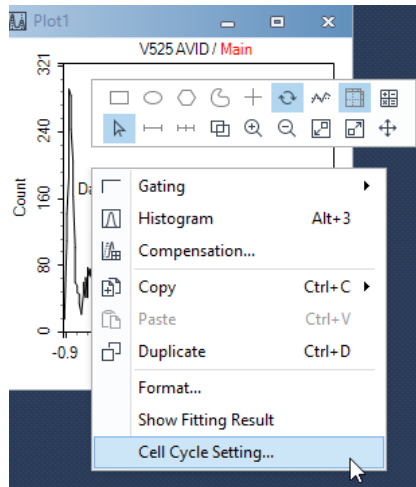 Plot1
V525 AVID / Main
321
240
160
80
0
Count
-0.9
Da
Gating
Histogram Alt+3
Compensation...
Copy Ctrl+C
Paste Ctrl+V
Duplicate Ctrl+D
Format...
Show Fitting Result
Cell Cycle Setting...